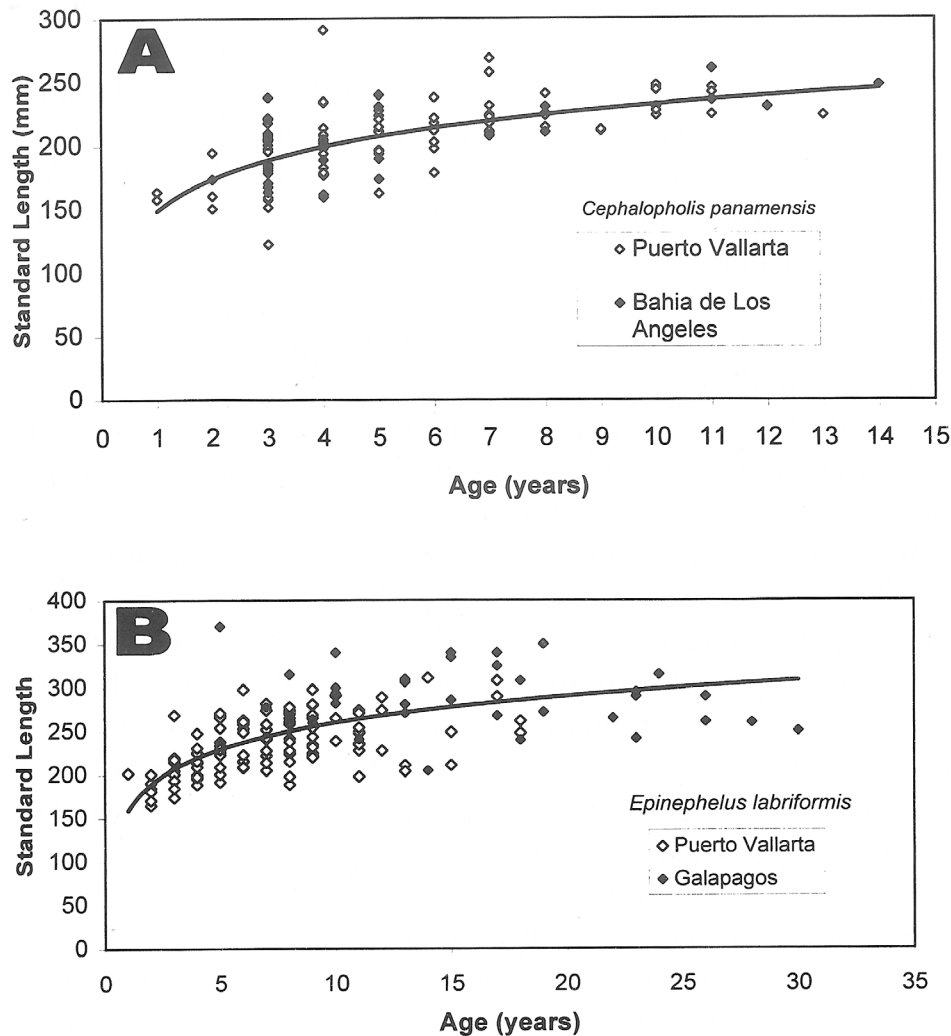 A
300
250
200
150
100
50
0
Standard Length (mm)
Cephalopholis panamensis
Puerto Vallarta
Bahia de Los
Angeles
0 1 2 3 4 5 6 7 8 9 10 11 12 13 14 15
Age (years)
B
400
350
300
250
200
150
100
50
0
Standard Length
Epinephelus labriformis
Puerto Vallarta
Galapagos
0 5 10 15 20 25 30 35
Age (years)